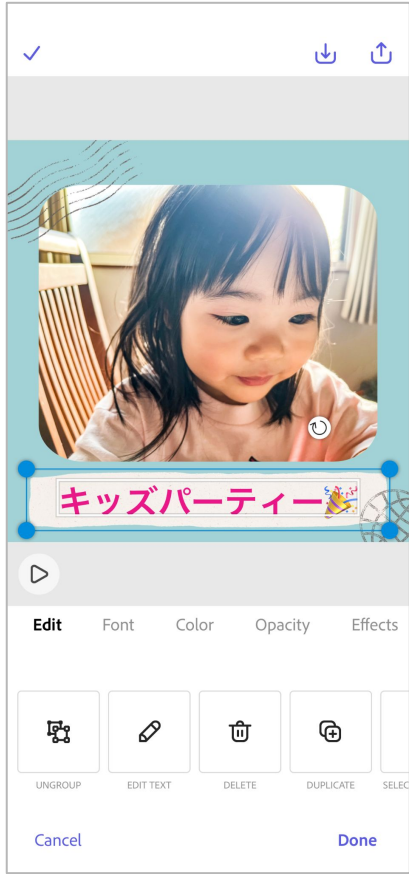 キッズパーティー🎉
Edit Font Color Opacity Effects
UNGROUP EDIT TEXT DELETE DUPLICATE SELEC
Cancel Done